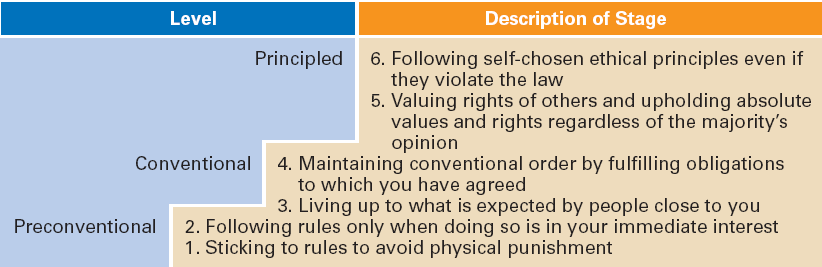 Level
Description of Stage
Principled
6. Following self-chosen ethical principles even if
they violate the law
5. Valuing rights of others and upholding absolute
values and rights regardless of the majority’s
opinion
Conventional
4. Maintaining conventional order by fulfilling obligations
to which you have agreed
3. Living up to what is expected by people close to you
Preconventional
2. Following rules only when doing so is in your immediate interest
1. Sticking to rules to avoid physical punishment